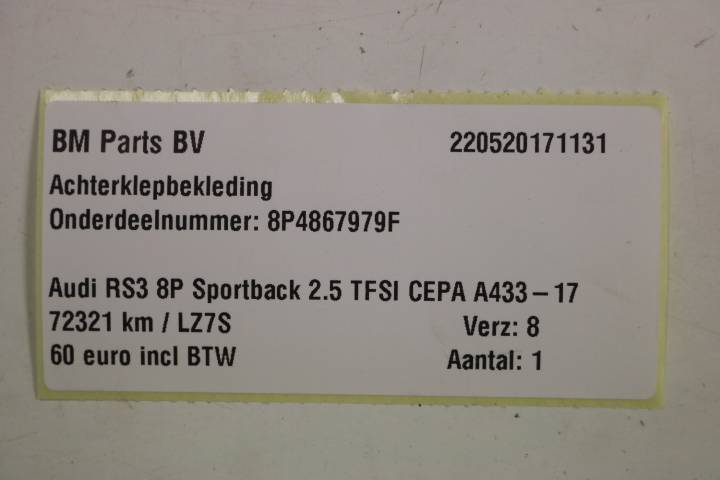 BM Parts BV 220520171131
Achterklepbekleding
Onderdeelnummer: 8P4867979F
Audi RS3 8P Sportback 2.5 TFSI CEPA A433-17
72321 km / LZ7S Verz: 8
60 euro incl BTW Aantal: 1